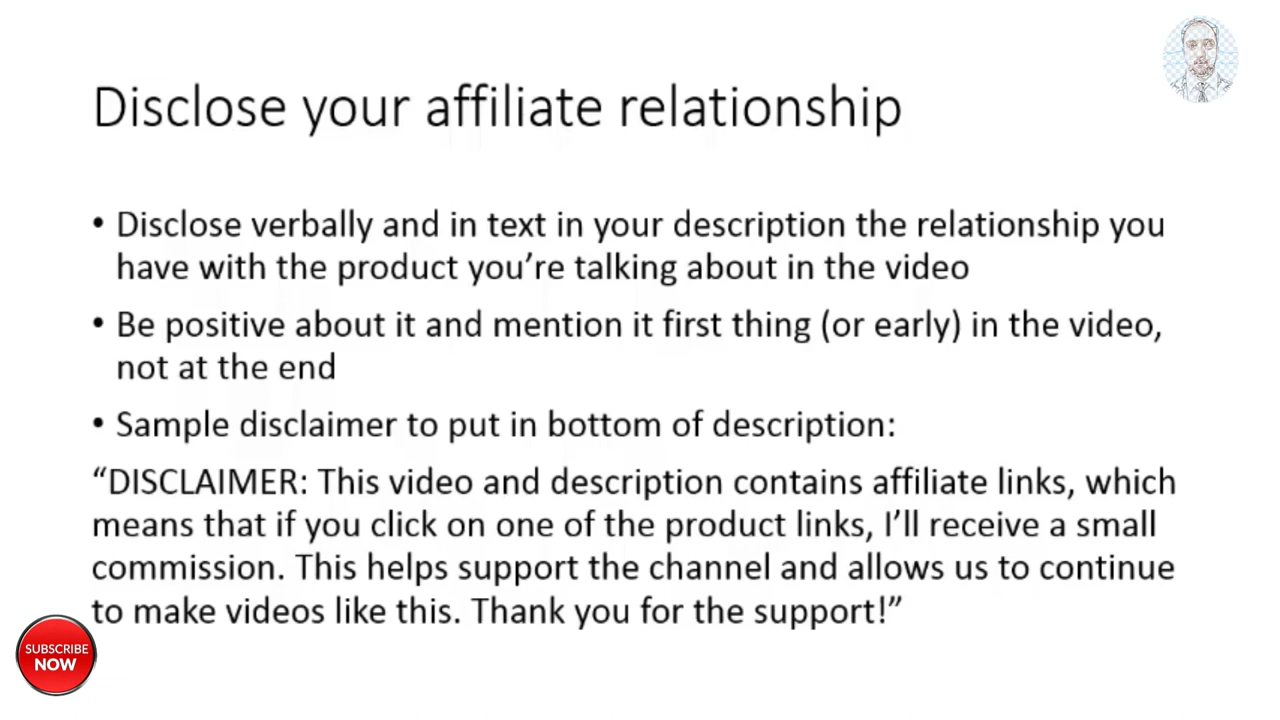 Disclose your affiliate relationship
• Disclose verbally and in text in your description the relationship you
have with the product you’re talking about in the video
• Be positive about it and mention it first thing (or early) in the video,
not at the end
• Sample disclaimer to put in bottom of description:
“DISCLAIMER: This video and description contains affiliate links, which
means that if you click on one of the product links, I’ll receive a small
commission. This helps support the channel and allows us to continue
to make videos like this. Thank you for the support!”
SUBSCRIBE
NOW